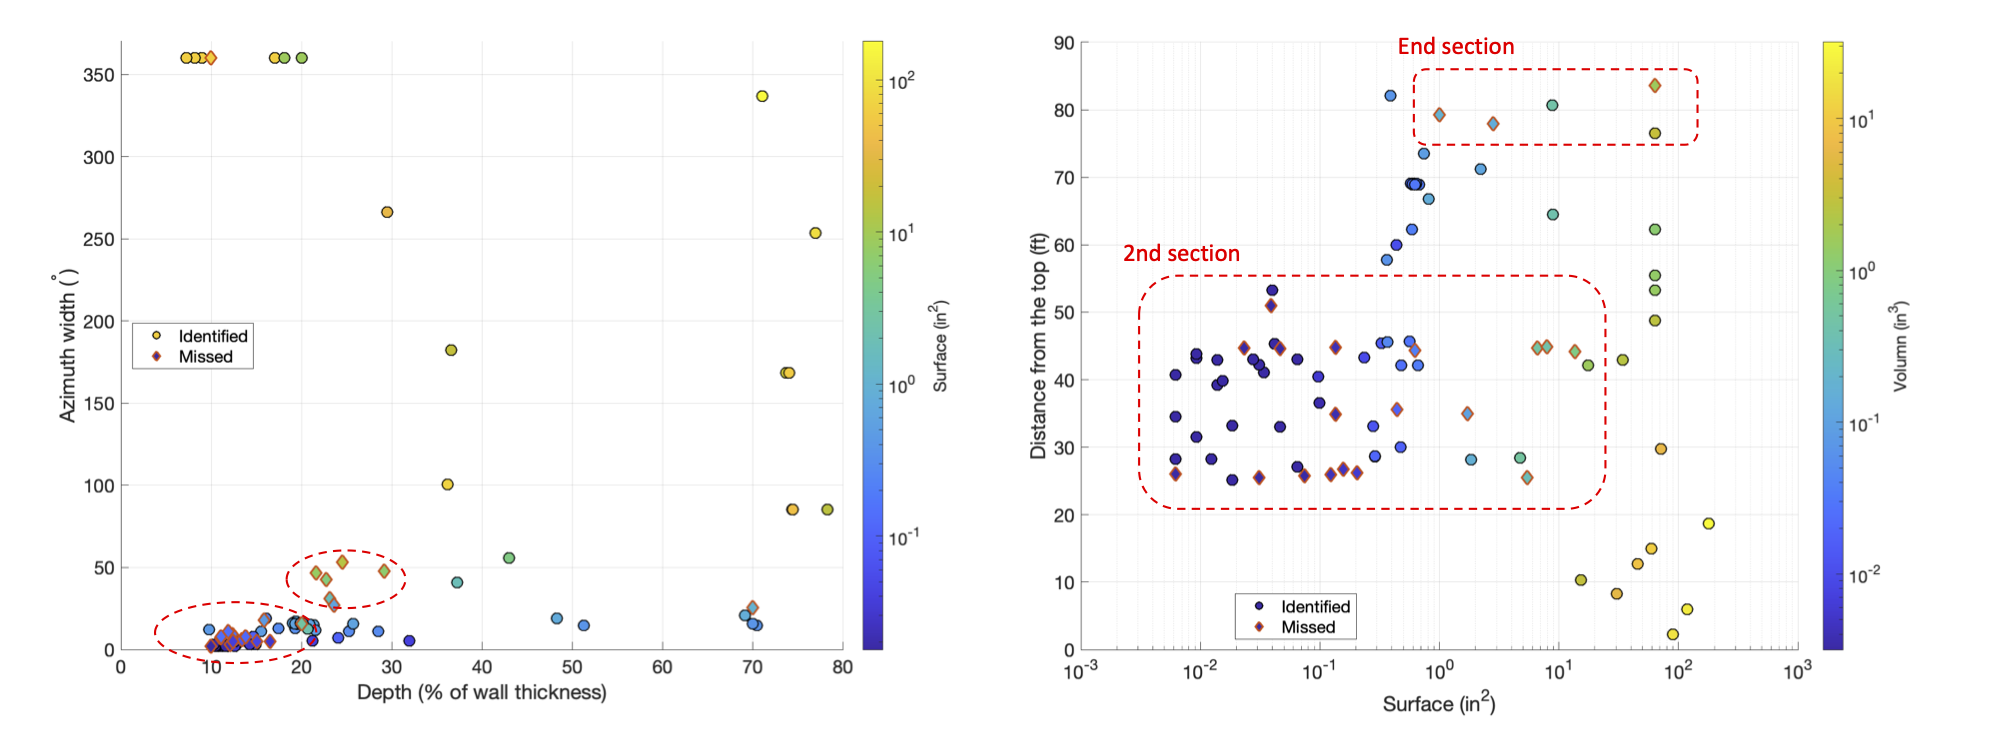 350
300
250
200
150
100
50
0
Azimuth width (°)
0 10 20 30 40 50 60 70 80
Depth (% of wall thickness)
Identified
Missed
10^2
10^1
10^0
10^-1
Surface (in^2)
End section
2nd section
90
80
70
60
50
40
30
20
10
0
Distance from the top (ft)
10^-3 10^-2 10^-1 10^0 10^1 10^2 10^3
Surface (in^2)
Identified
Missed
10^1
10^0
10^-1
10^-2
Volumn (in^3)